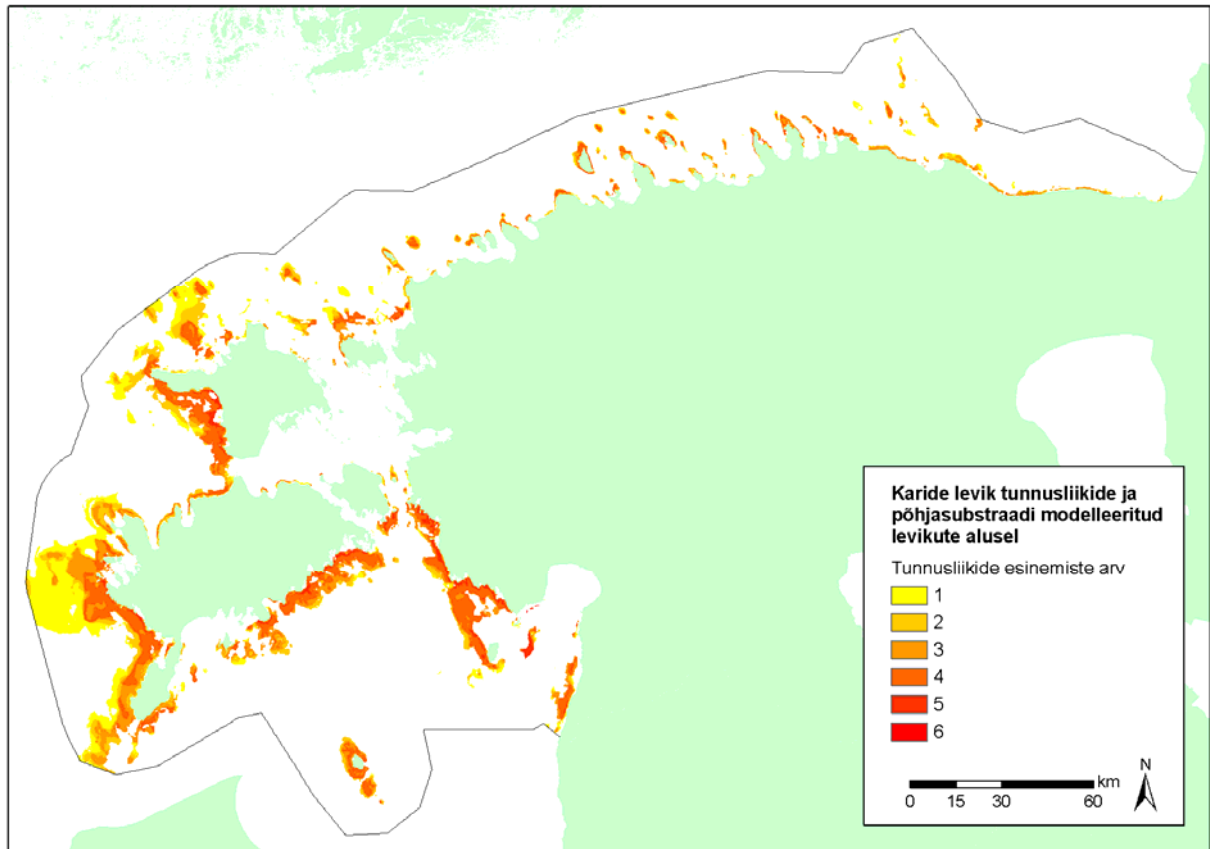 Karide levik tunnusliikide ja
põhjasubstraadi modelleeritud
levikute alusel
Tunnusliikide esinemiste arv
1
2
3
4
5
6
N
km
0 15 30 60